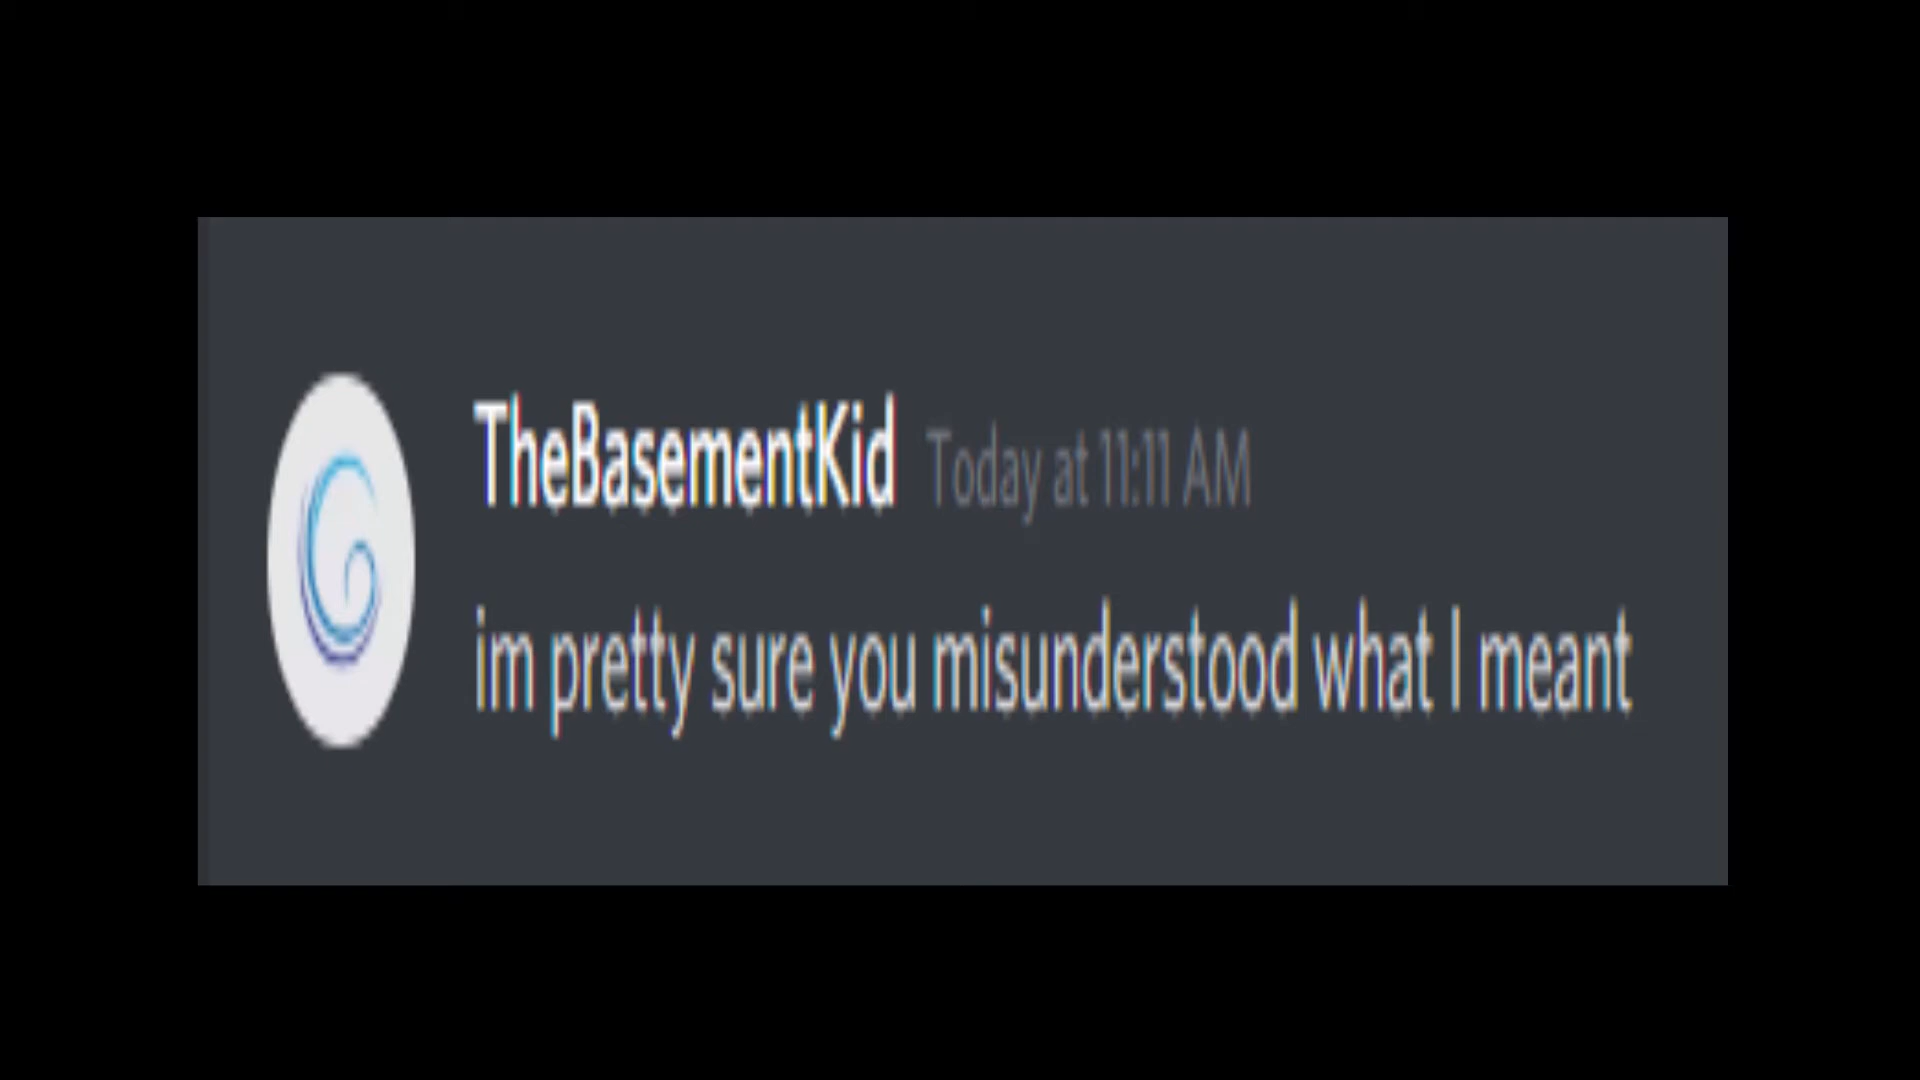 TheBasementKid Today at 11:11 AM
im pretty sure you misunderstood what I meant